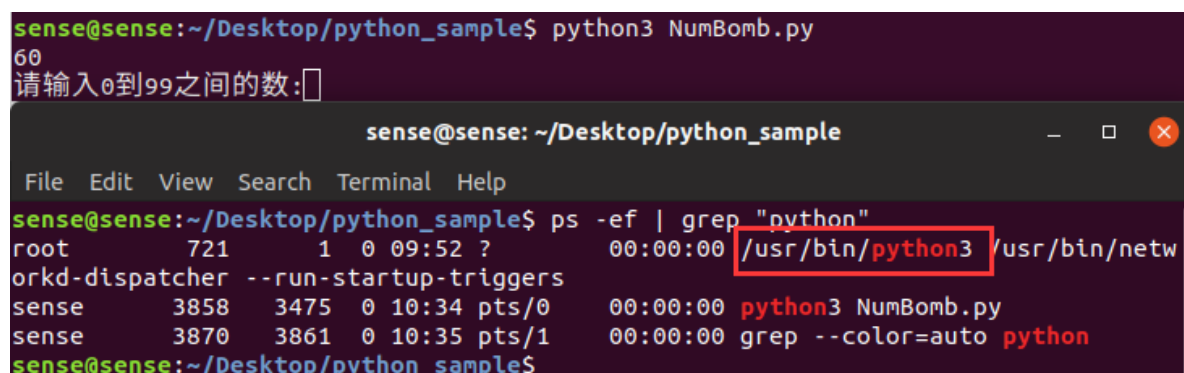 sense@sense:~/Desktop/python_sample$ python3 NumBomb.py
60
请输入0到99之间的数:
sense@sense: ~/Desktop/python_sample
File Edit View Search Terminal Help
sense@sense:~/Desktop/python_sample$ ps -ef | grep "python"
root 721 1 0 09:52 ? 00:00:00 /usr/bin/python3 /usr/bin/netw
orkd-dispatcher --run-startup-triggers
sense 3858 3475 0 10:34 pts/0 00:00:00 python3 NumBomb.py
sense 3870 3861 0 10:35 pts/1 00:00:00 grep --color=auto python
sense@sense:~/Desktop/python_sample$